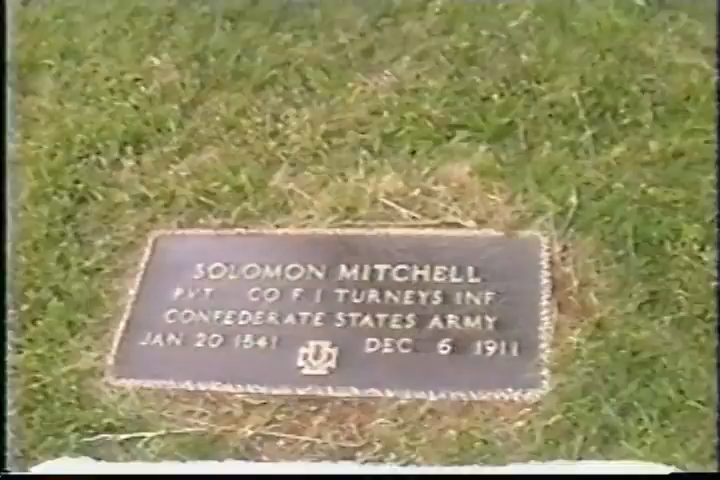 SOLOMON MITCHELL
PVT CO F 1 TURNEYS INF
CONFEDERATE STATES ARMY
JAN 20 1841 DEC 6 1911